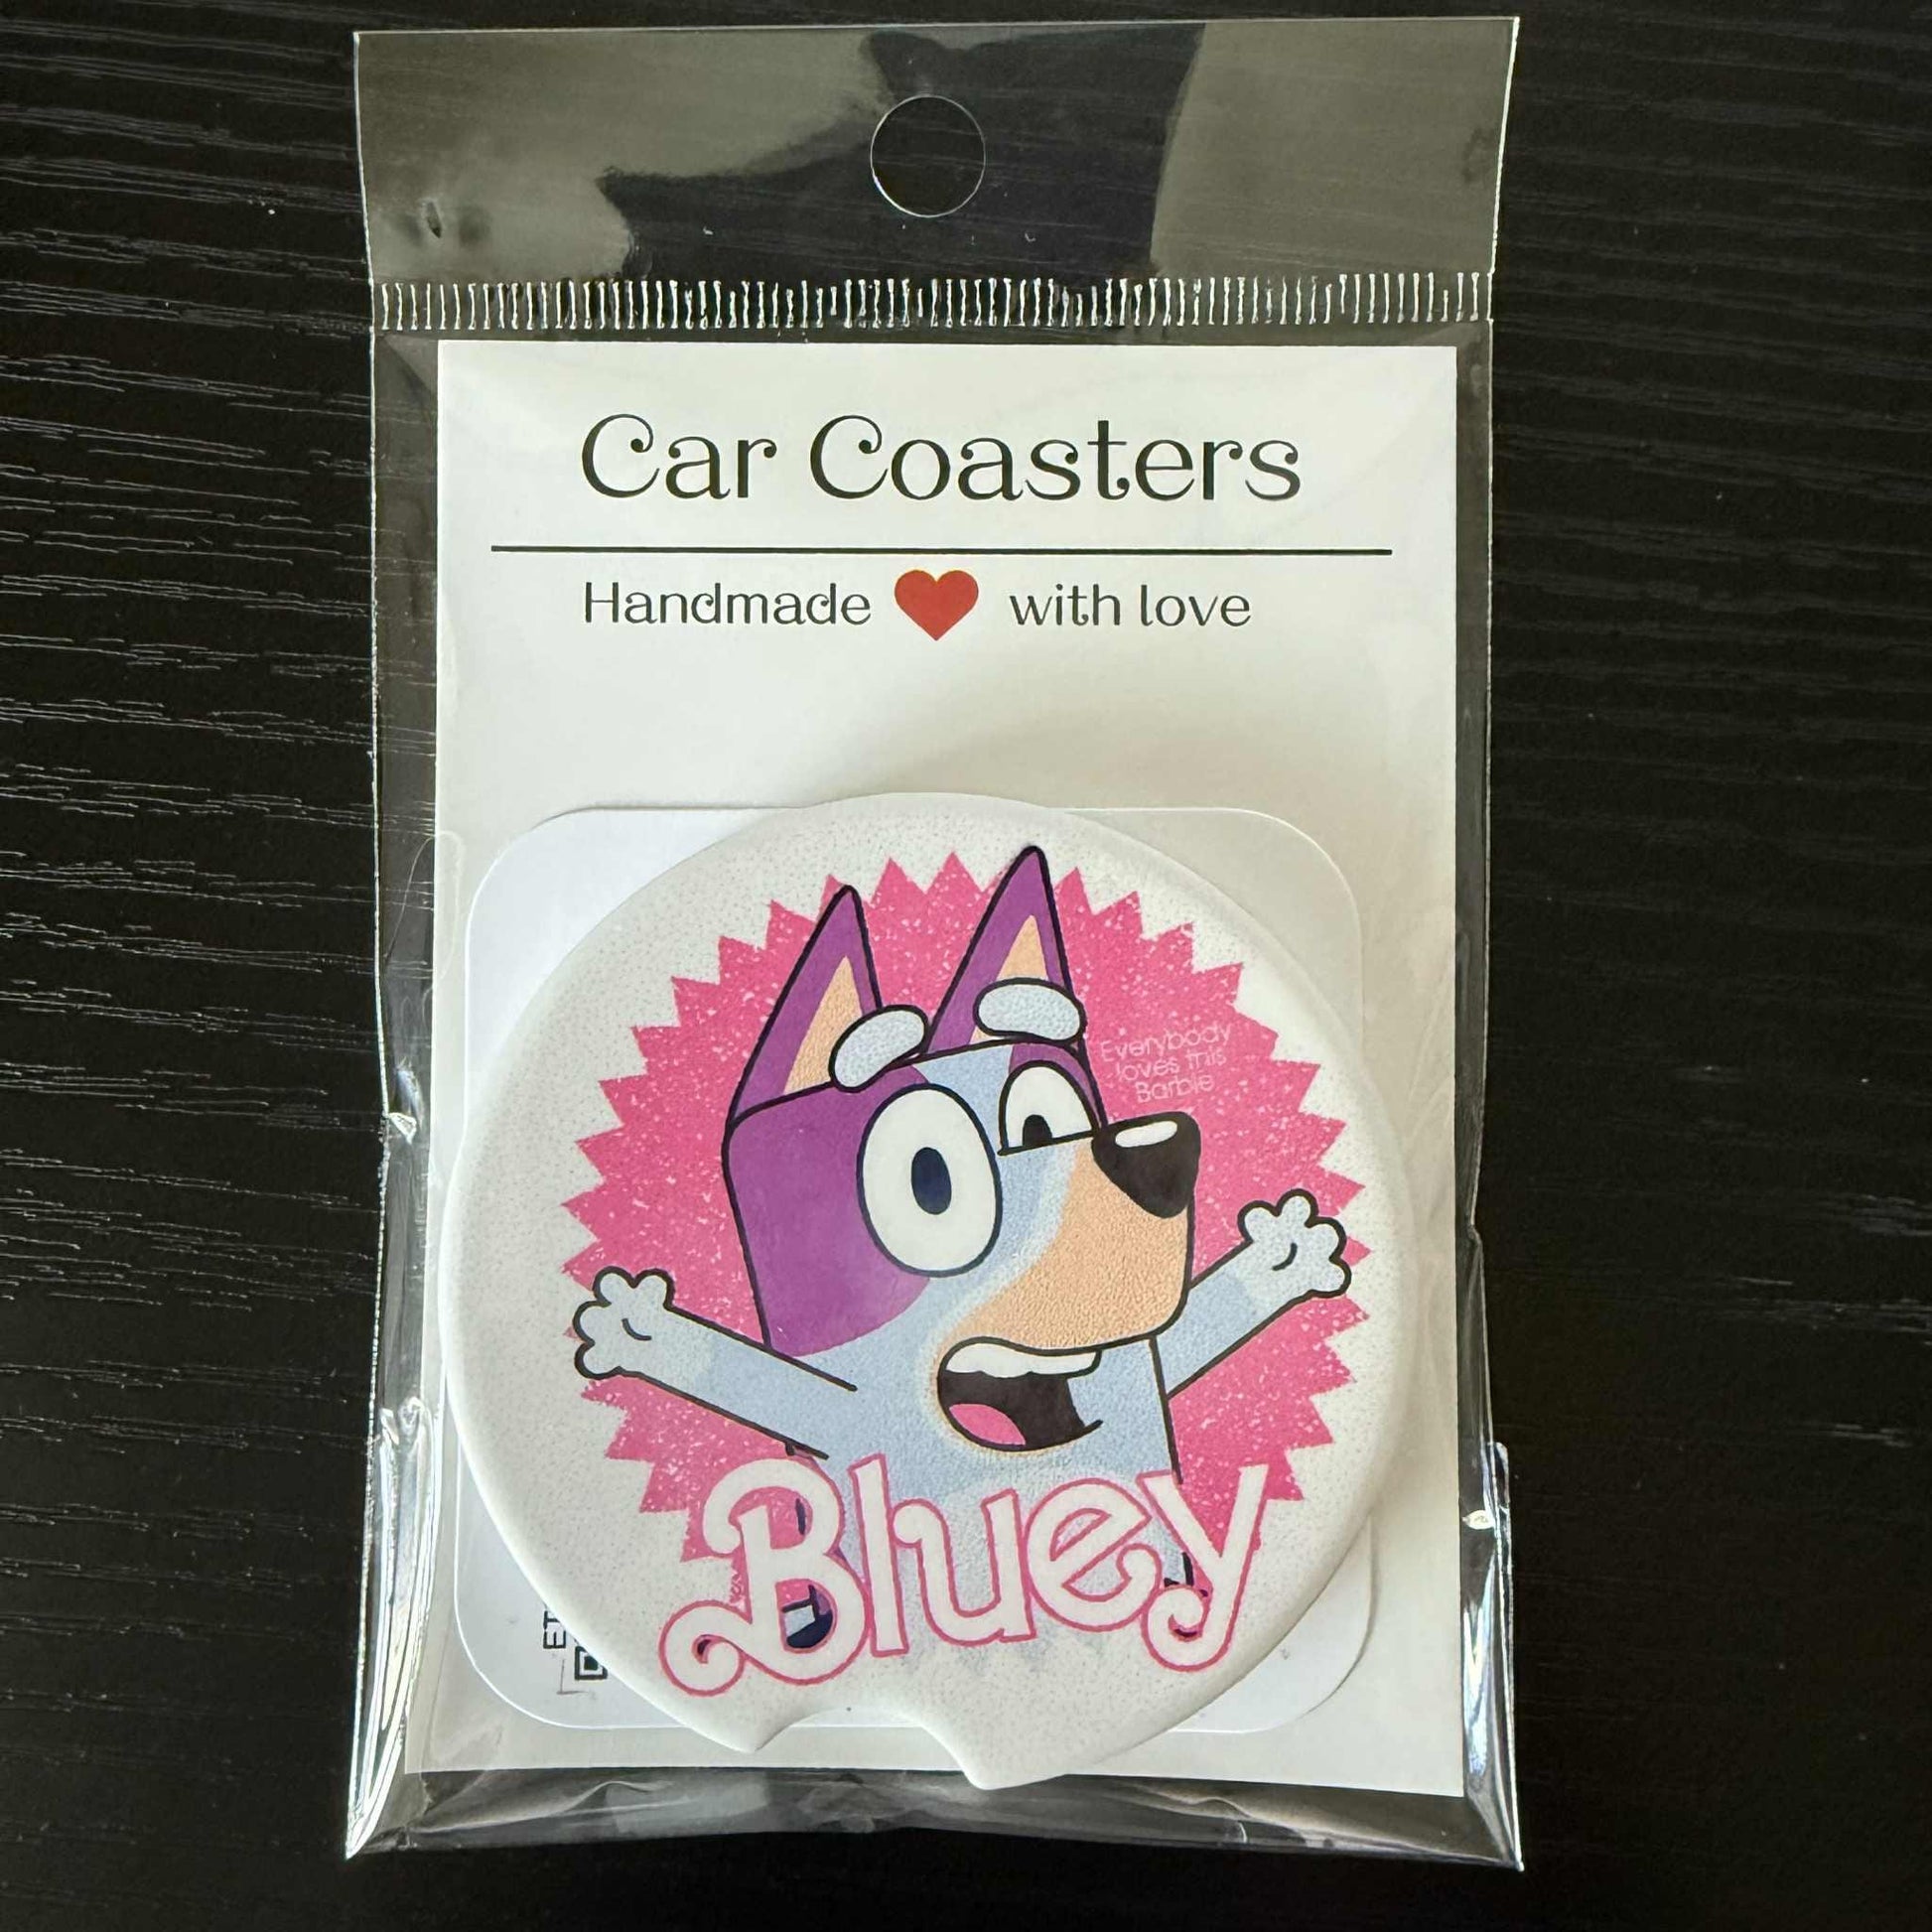 Car Coasters
Handmade with love
Everybody
loves this
Barbie
Bluey